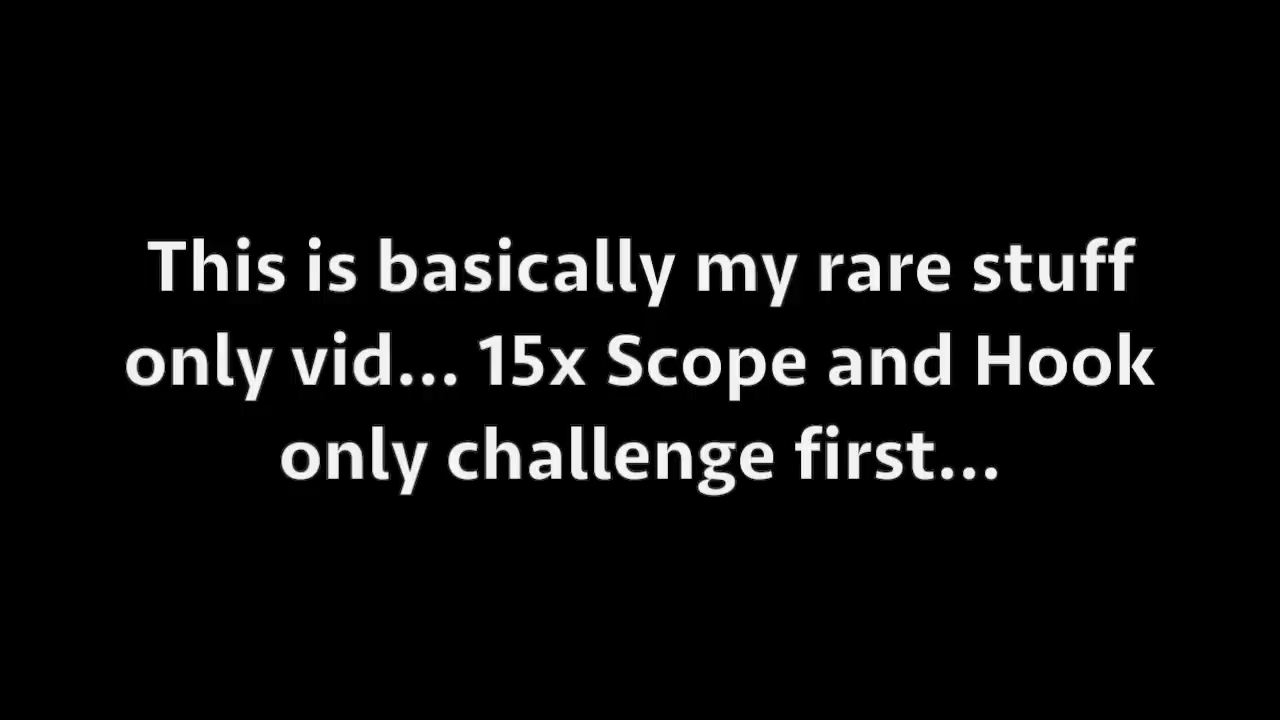 This is basically my rare stuff
only vid... 15x Scope and Hook
only challenge first...